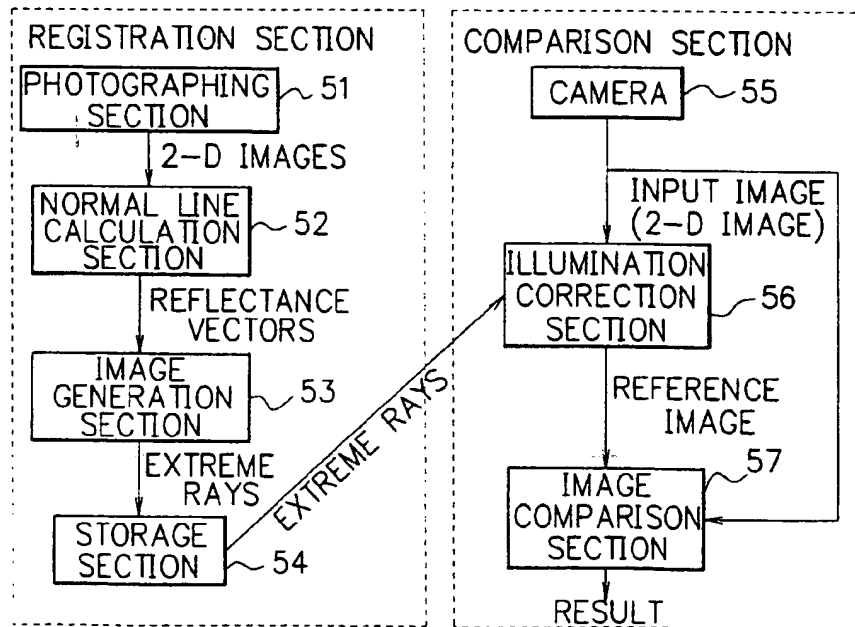 REGISTRATION SECTION
PHOTOGRAPHING
SECTION
51
2-D IMAGES
NORMAL LINE
CALCULATION
SECTION
52
REFLECTANCE
VECTORS
IMAGE
GENERATION
SECTION
53
EXTREME
RAYS
STORAGE
SECTION
54
EXTREME RAYS
COMPARISON SECTION
CAMERA
55
INPUT IMAGE
(2-D IMAGE)
ILLUMINATION
CORRECTION
SECTION
56
REFERENCE
IMAGE
57
IMAGE
COMPARISON
SECTION
RESULT